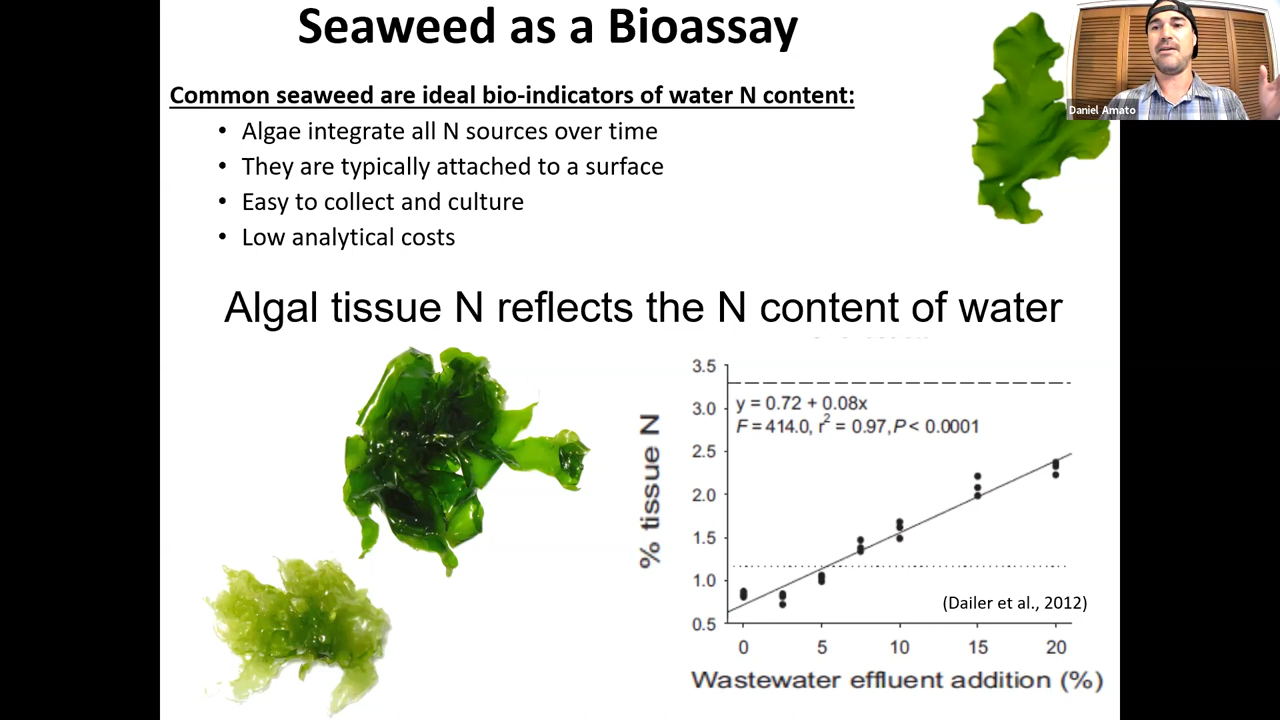 Seaweed as a Bioassay
Daniel Amato
Common seaweed are ideal bio-indicators of water N content:
• Algae integrate all N sources over time
• They are typically attached to a surface
• Easy to collect and culture
• Low analytical costs
Algal tissue N reflects the N content of water
% tissue N
3.5
3.0
2.5
2.0
1.5
1.0
0.5
y = 0.72 + 0.08x
F = 414.0, r² = 0.97, P < 0.0001
(Dailer et al., 2012)
0 5 10 15 20
Wastewater effluent addition (%)